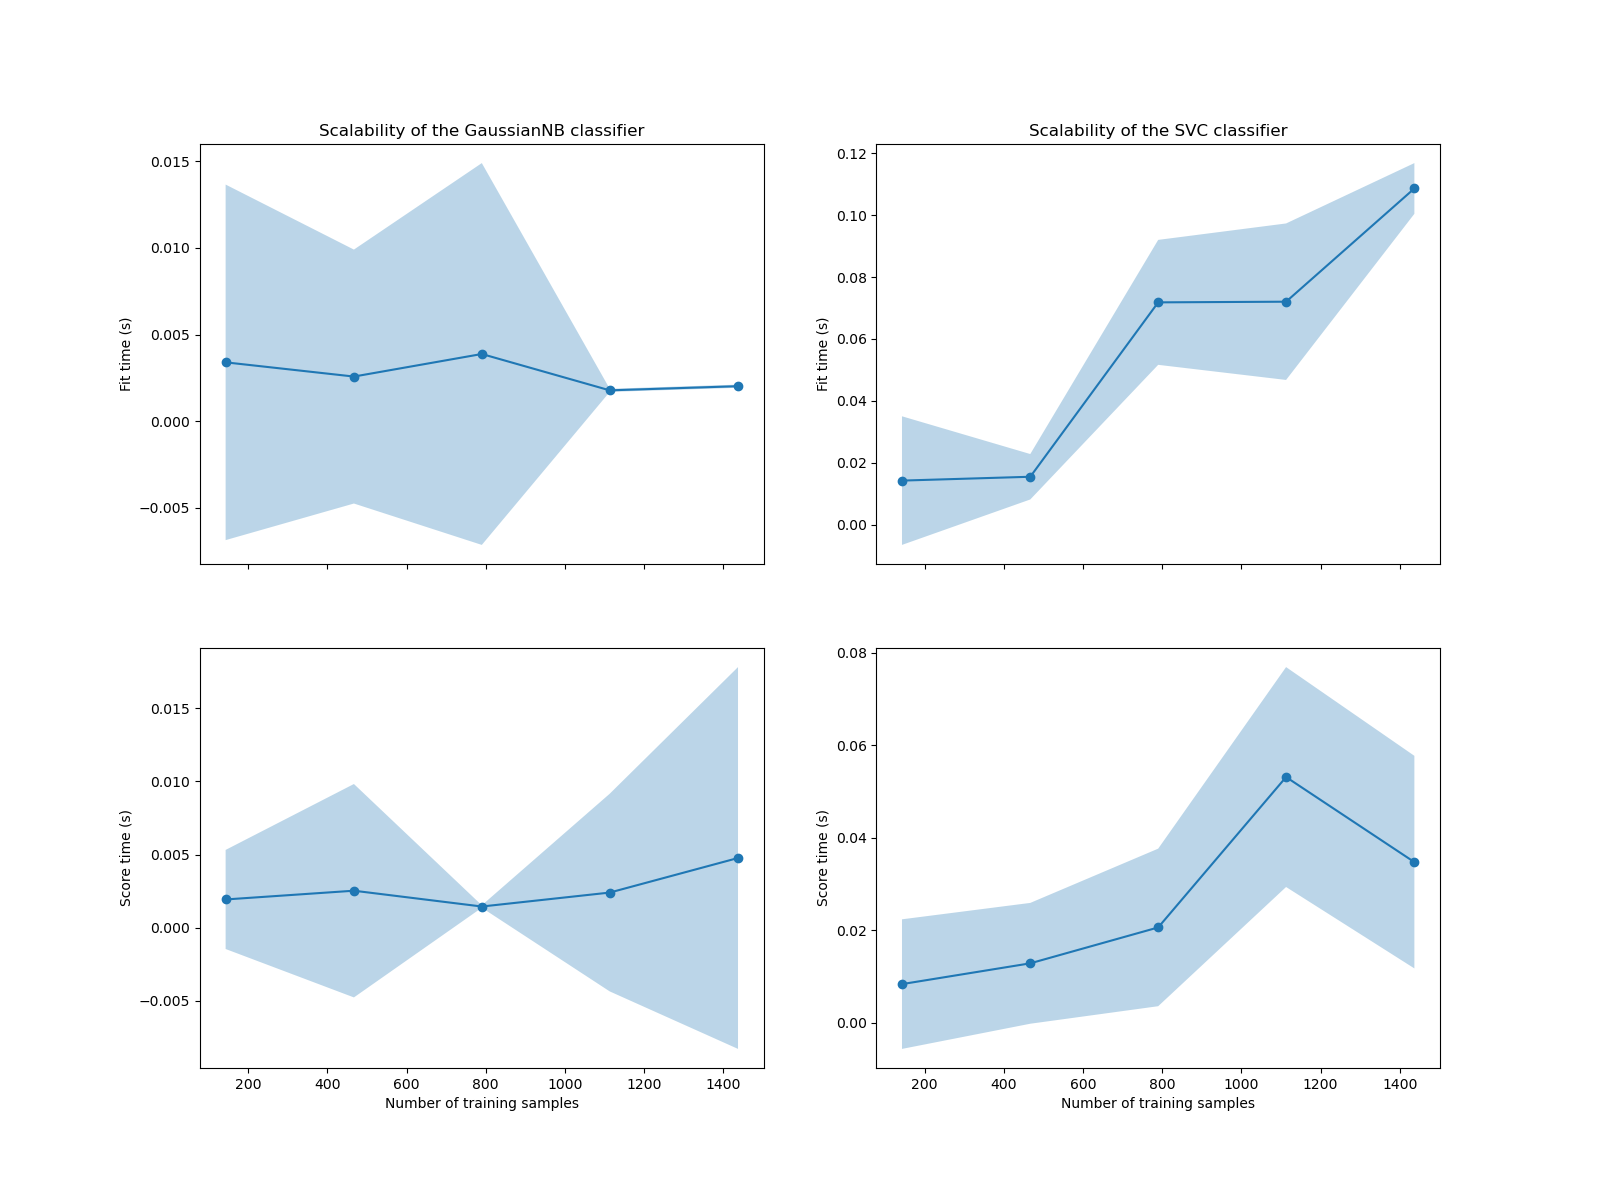 Scalability of the GaussianNB classifier
0.015
0.010
0.005
0.000
−0.005
Fit time (s)
Scalability of the SVC classifier
0.12
0.10
0.08
0.06
0.04
0.02
0.00
Fit time (s)
0.015
0.010
0.005
0.000
−0.005
Score time (s)
200 400 600 800 1000 1200 1400
Number of training samples
0.08
0.06
0.04
0.02
0.00
Score time (s)
200 400 600 800 1000 1200 1400
Number of training samples